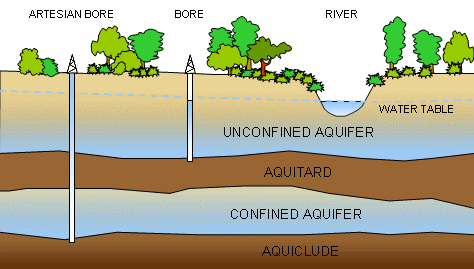 ARTESIAN BORE
BORE
RIVER
WATER TABLE
UNCONFINED AQUIFER
AQUITARD
CONFINED AQUIFER
AQUICLUDE